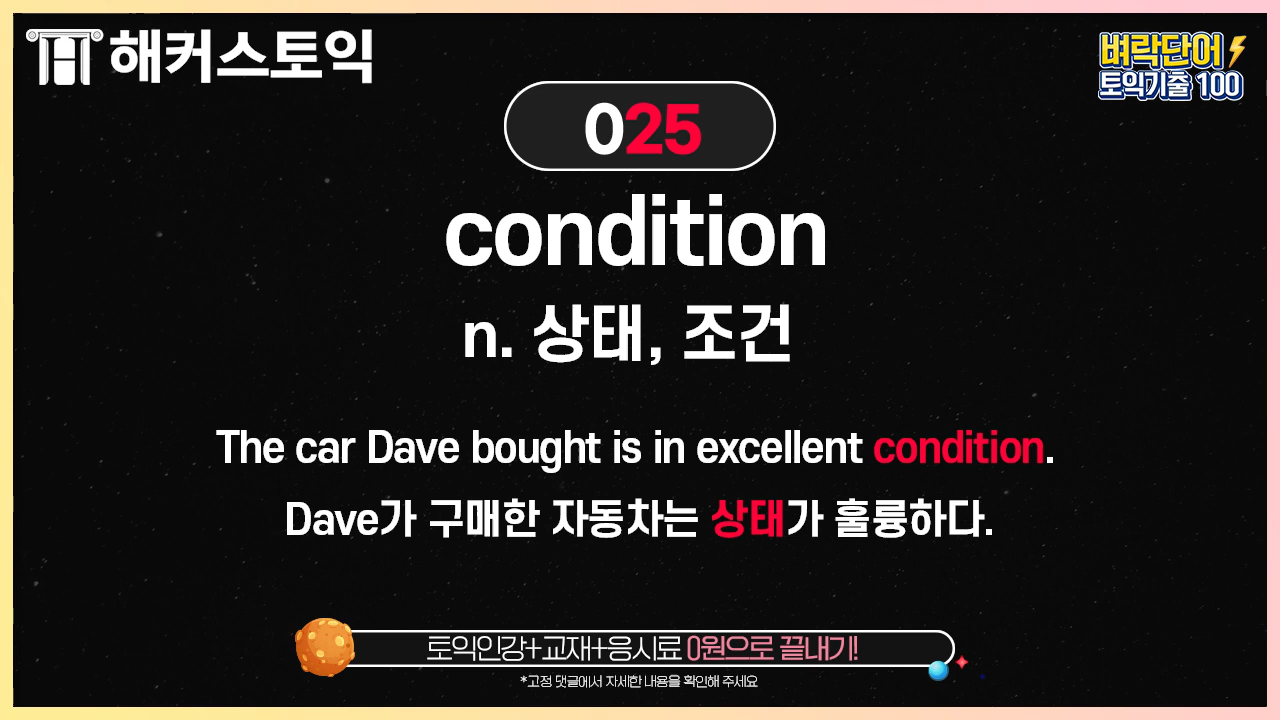 해커스토익
벼락단어
토익기출 100
025
condition
n. 상태, 조건
The car Dave bought is in excellent condition.
Dave가 구매한 자동차는 상태가 훌륭하다.
토익인강+교재+응시료 0원으로 끝내기!
*고정 댓글에서 자세한 내용을 확인해 주세요